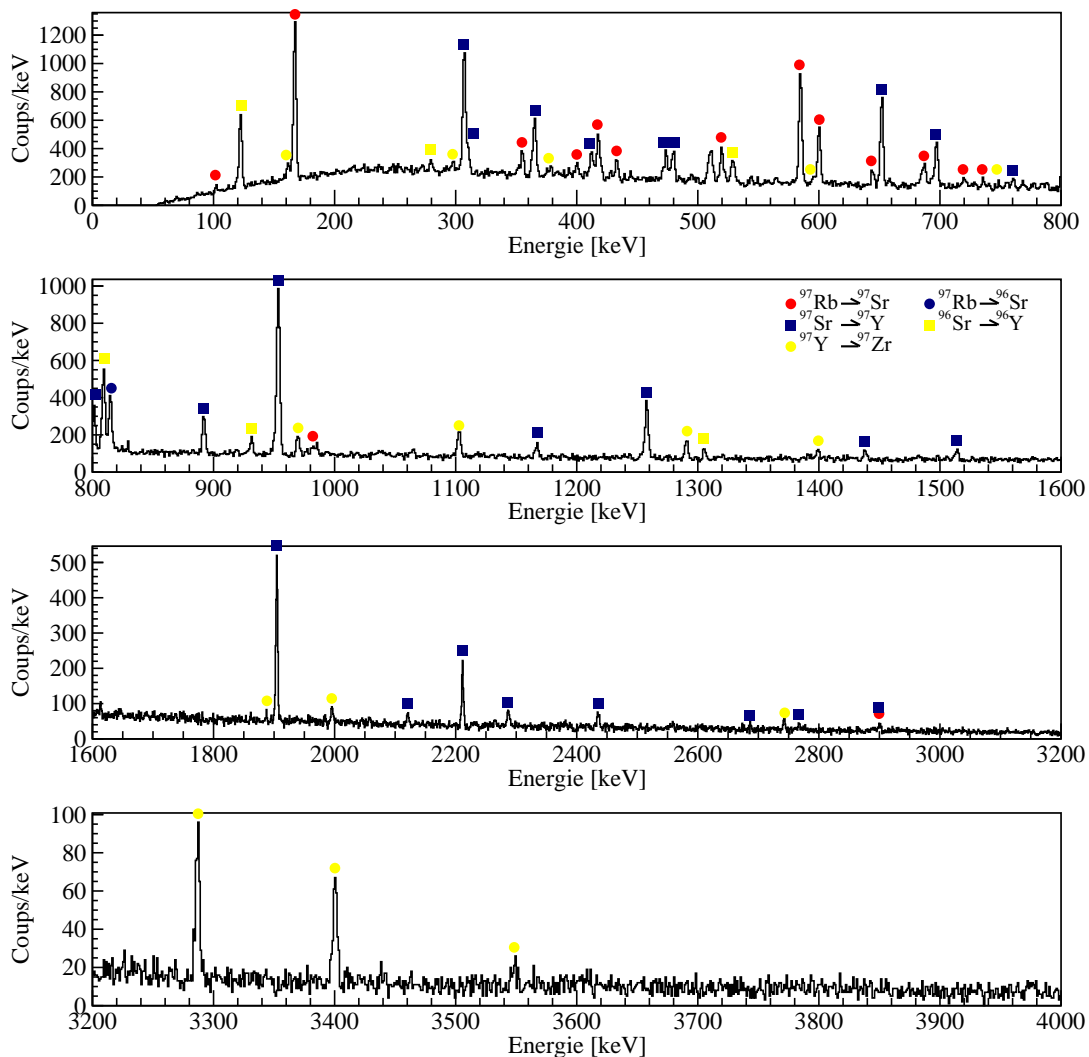 Coups/keV
1200
1000
800
600
400
200
0
0 100 200 300 400 500 600 700 800
Energie [keV]
Coups/keV
1000
800
600
400
200
0
⁹⁷Rb → ⁹⁷Sr ⁹⁷Rb → ⁹⁶Sr
⁹⁷Sr → ⁹⁷Y ⁹⁶Sr → ⁹⁶Y
⁹⁷Y → ⁹⁷Zr
800 900 1000 1100 1200 1300 1400 1500 1600
Energie [keV]
Coups/keV
500
400
300
200
100
0
1600 1800 2000 2200 2400 2600 2800 3000 3200
Energie [keV]
Coups/keV
100
80
60
40
20
0
3200 3300 3400 3500 3600 3700 3800 3900 4000
Energie [keV]